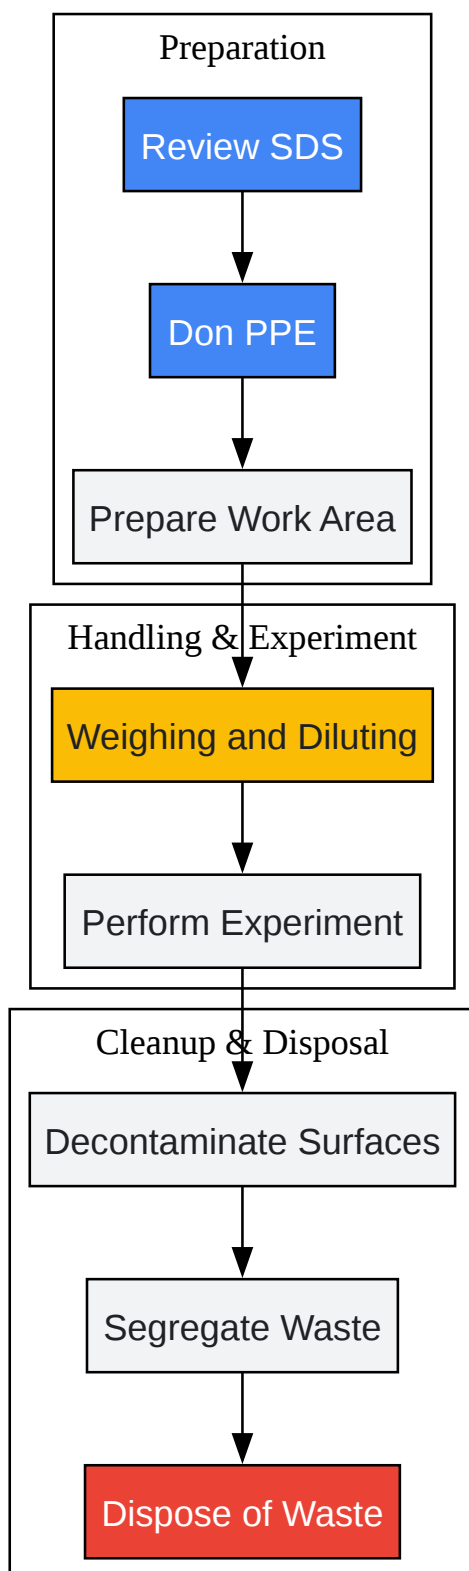 Preparation
Review SDS
Don PPE
Prepare Work Area
Handling & Experiment
Weighing and Diluting
Perform Experiment
Cleanup & Disposal
Decontaminate Surfaces
Segregate Waste
Dispose of Waste